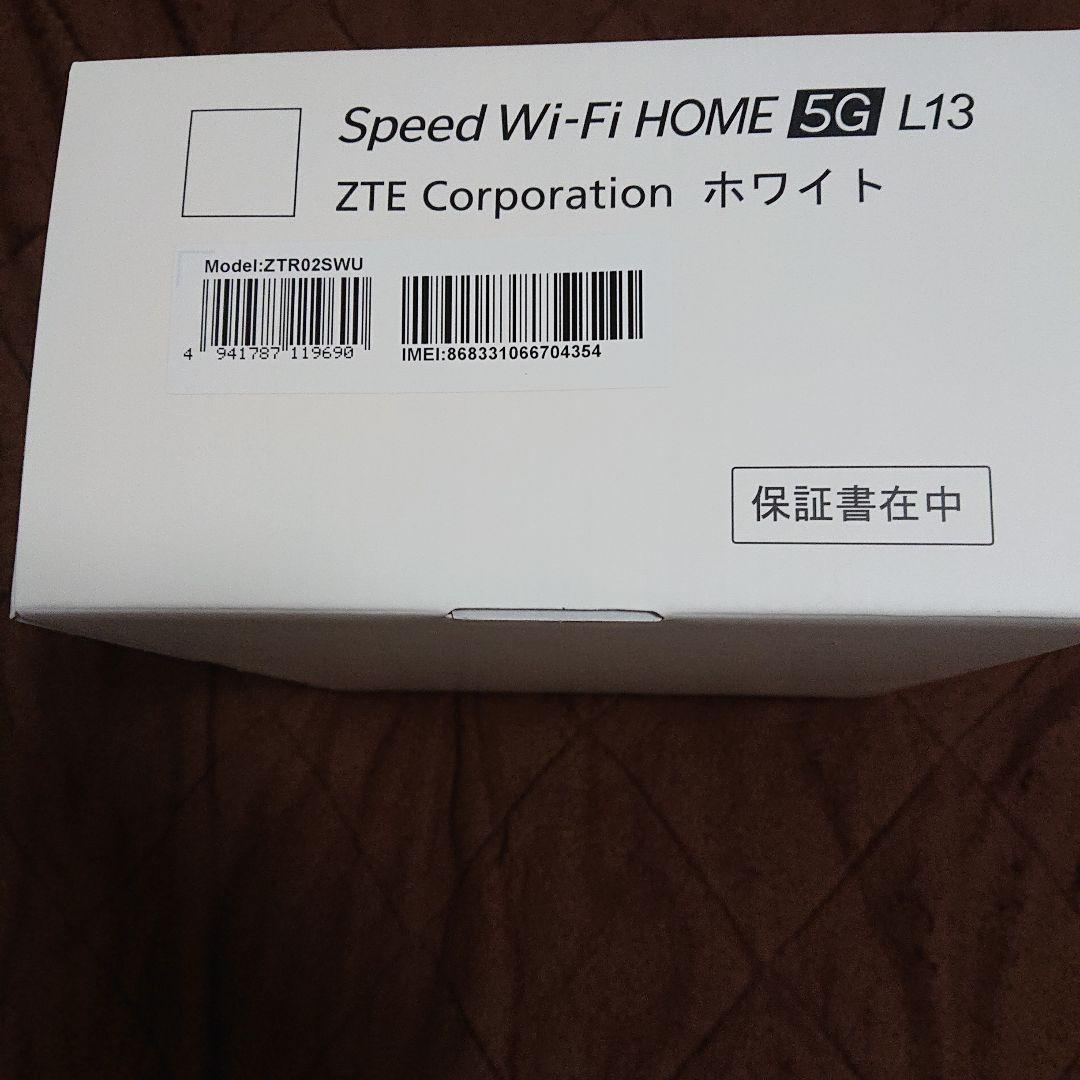 Speed Wi-Fi HOME 5G L13
ZTE Corporation ホワイト
Model:ZTR02SWU
4 941787 119690
IMEI:868331066704354
保証書在中